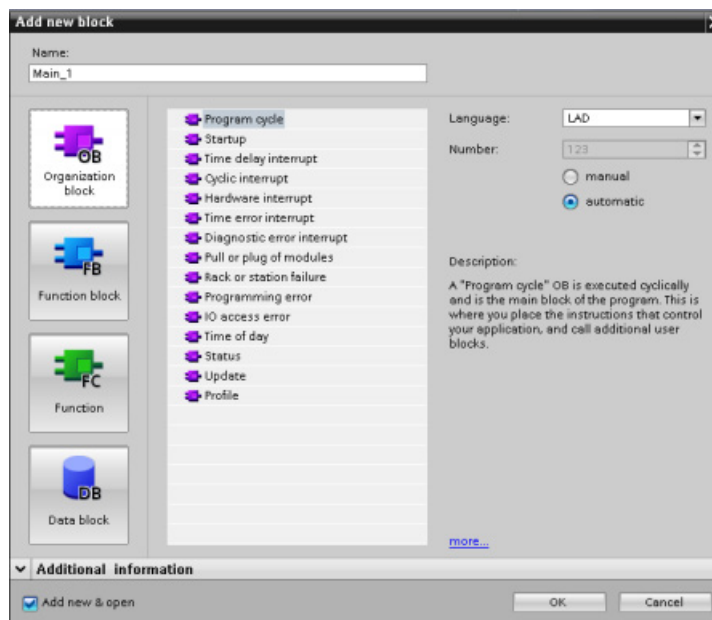 Add new block
Name:
Main_1
OB
Organization
block
FB
Function block
FC
Function
DB
Data block
Program cycle
Startup
Time delay interrupt
Cyclic interrupt
Hardware interrupt
Time error interrupt
Diagnostic error interrupt
Pull or plug of modules
Rack or station failure
Programming error
IO access error
Time of day
Status
Update
Profile
Language:
LAD
Number:
123
manual
automatic
Description:
A "Program cycle" OB is executed cyclically
and is the main block of the program. This is
where you place the instructions that control
your application, and call additional user
blocks.
more...
Additional information
Add new & open
OK
Cancel